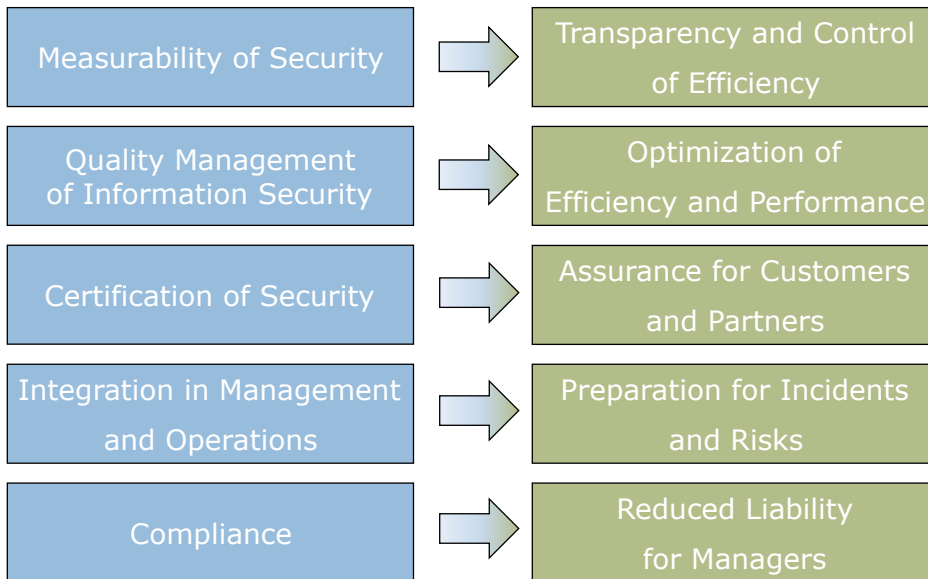 Measurability of Security
Transparency and Control
of Efficiency
Quality Management
of Information Security
Optimization of
Efficiency and Performance
Certification of Security
Assurance for Customers
and Partners
Integration in Management
and Operations
Preparation for Incidents
and Risks
Compliance
Reduced Liability
for Managers